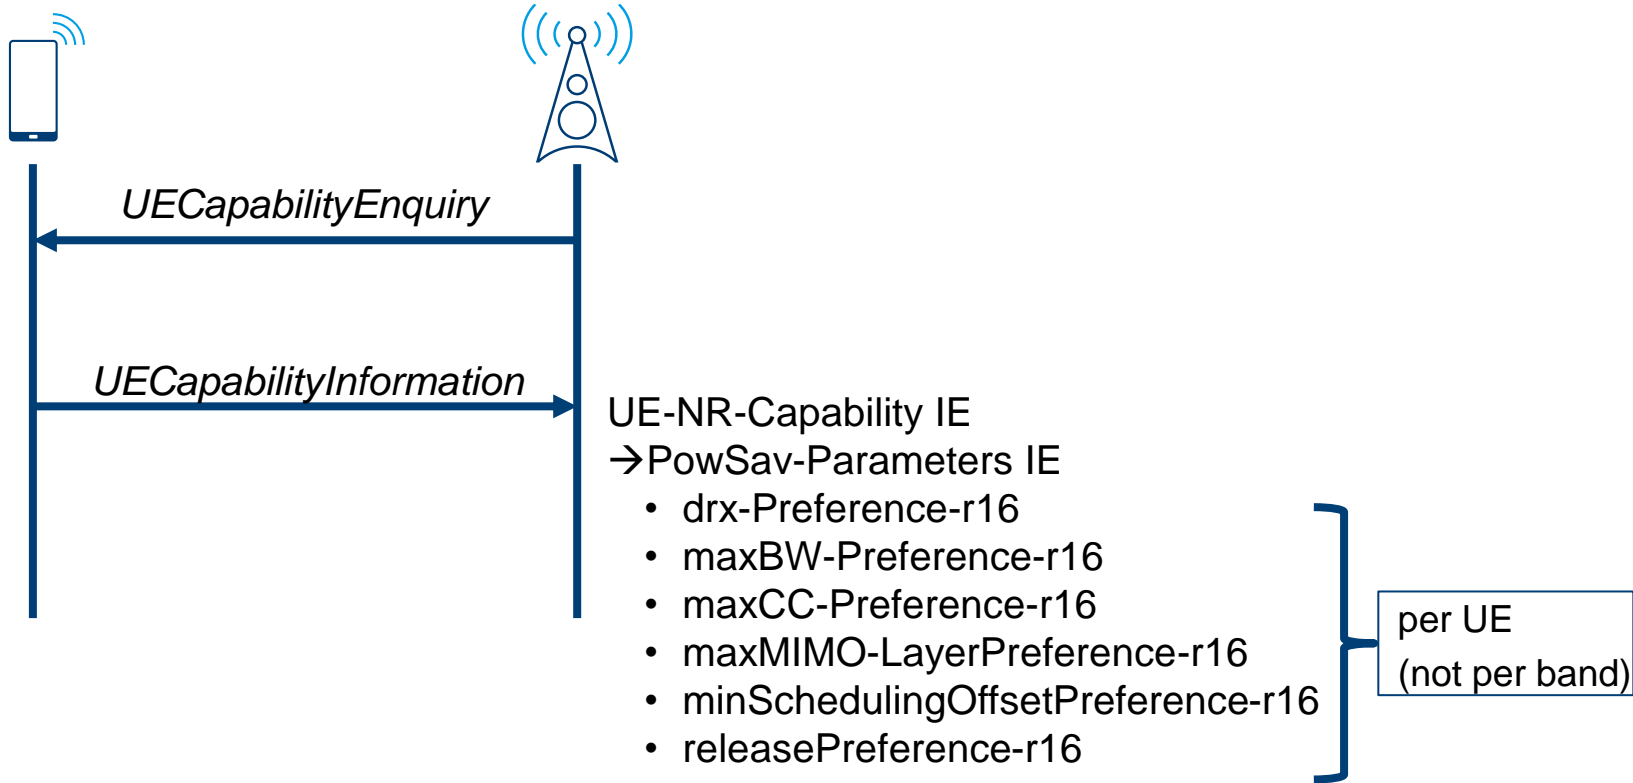 UECapabilityEnquiry
UECapabilityInformation
UE-NR-Capability IE
→PowSav-Parameters IE
• drx-Preference-r16
• maxBW-Preference-r16
• maxCC-Preference-r16
• maxMIMO-LayerPreference-r16
• minSchedulingOffsetPreference-r16
• releasePreference-r16
per UE
(not per band)